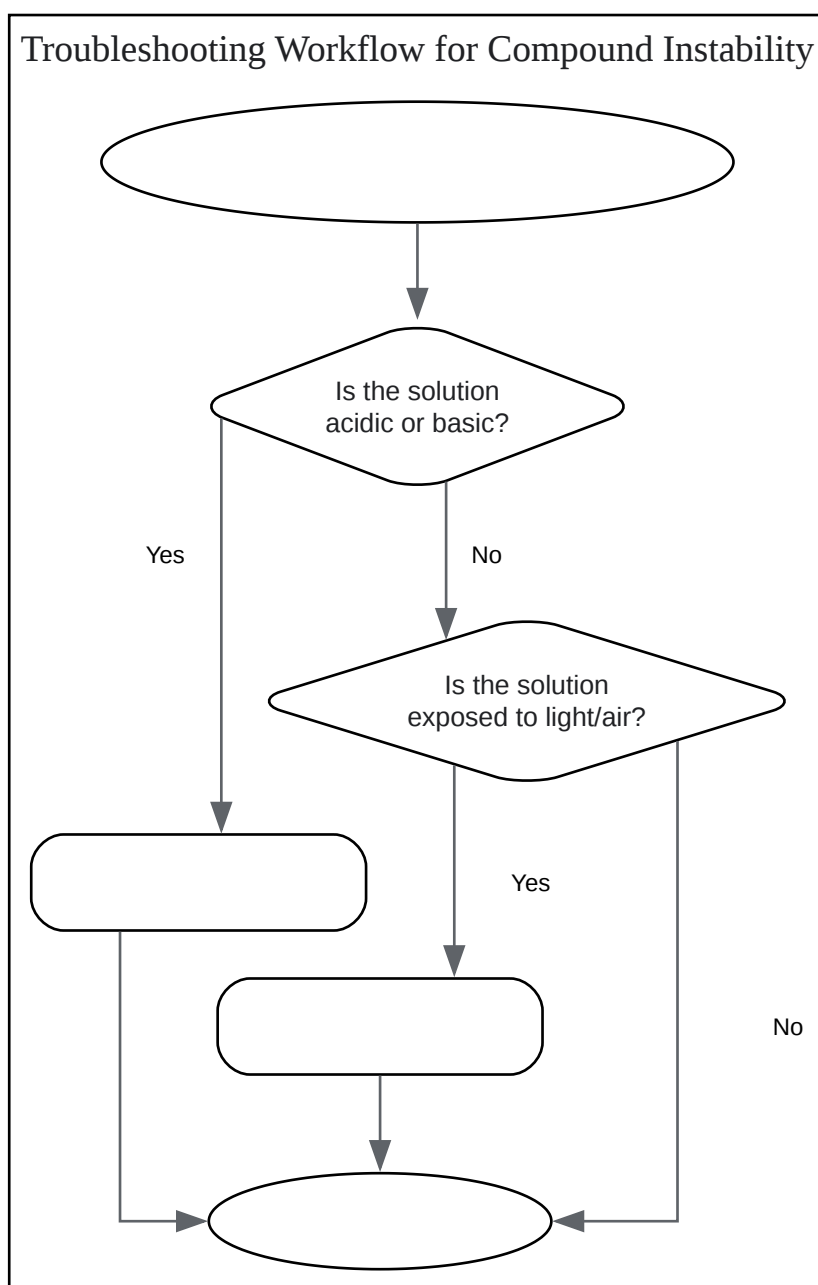 Troubleshooting Workflow for Compound Instability
Is the solution
acidic or basic?
Yes
No
Is the solution
exposed to light/air?
Yes
No